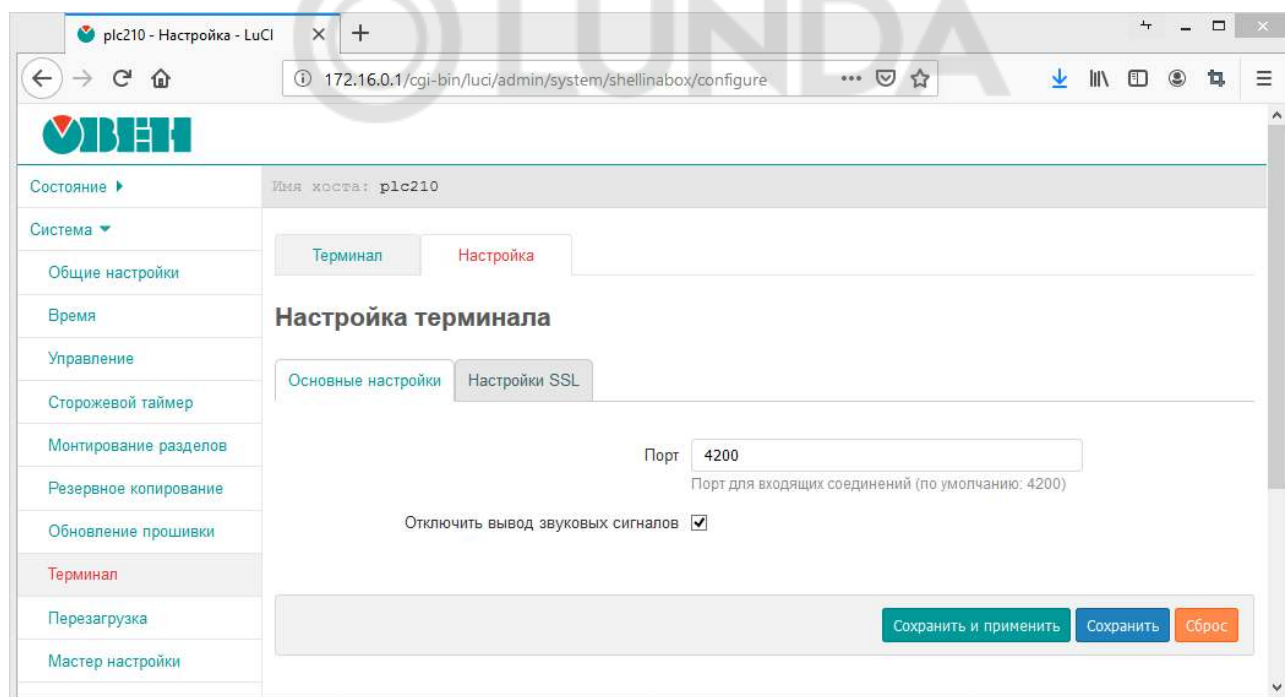 LUNDA
plc210 - Настройка - LuCI
172.16.0.1/cgi-bin/luci/admin/system/shellinabox/configure
ОВЕН
Состояние
Имя хоста: plc210
Система
Терминал Настройка
Общие настройки
Время
Настройка терминала
Управление
Основные настройки Настройки SSL
Сторожевой таймер
Монтирование разделов
Порт 4200
Порт для входящих соединений (по умолчанию: 4200)
Резервное копирование
Отключить вывод звуковых сигналов
Обновление прошивки
Терминал
Перезагрузка
Сохранить и применить Сохранить Сброс
Мастер настройки